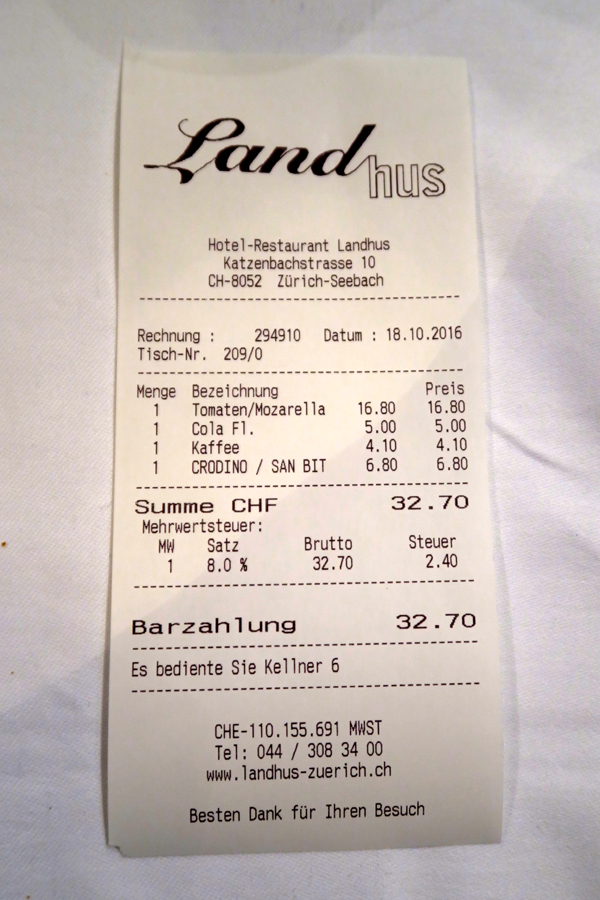 Landhus
Hotel-Restaurant Landhus
Katzenbachstrasse 10
CH-8052 Zürich-Seebach
Rechnung : 294910 Datum : 18.10.2016
Tisch-Nr. 209/0
Menge Bezeichnung Preis
1 Tomaten/Mozarella 16.80 16.80
1 Cola Fl. 5.00 5.00
1 Kaffee 4.10 4.10
1 CRODINO / SAN BIT 6.80 6.80
Summe CHF 32.70
Mehrwertsteuer:
MW Satz Brutto Steuer
1 8.0 % 32.70 2.40
Barzahlung 32.70
Es bediente Sie Kellner 6
CHE-110.155.691 MWST
Tel: 044 / 308 34 00
www.landhus-zuerich.ch
Besten Dank für Ihren Besuch